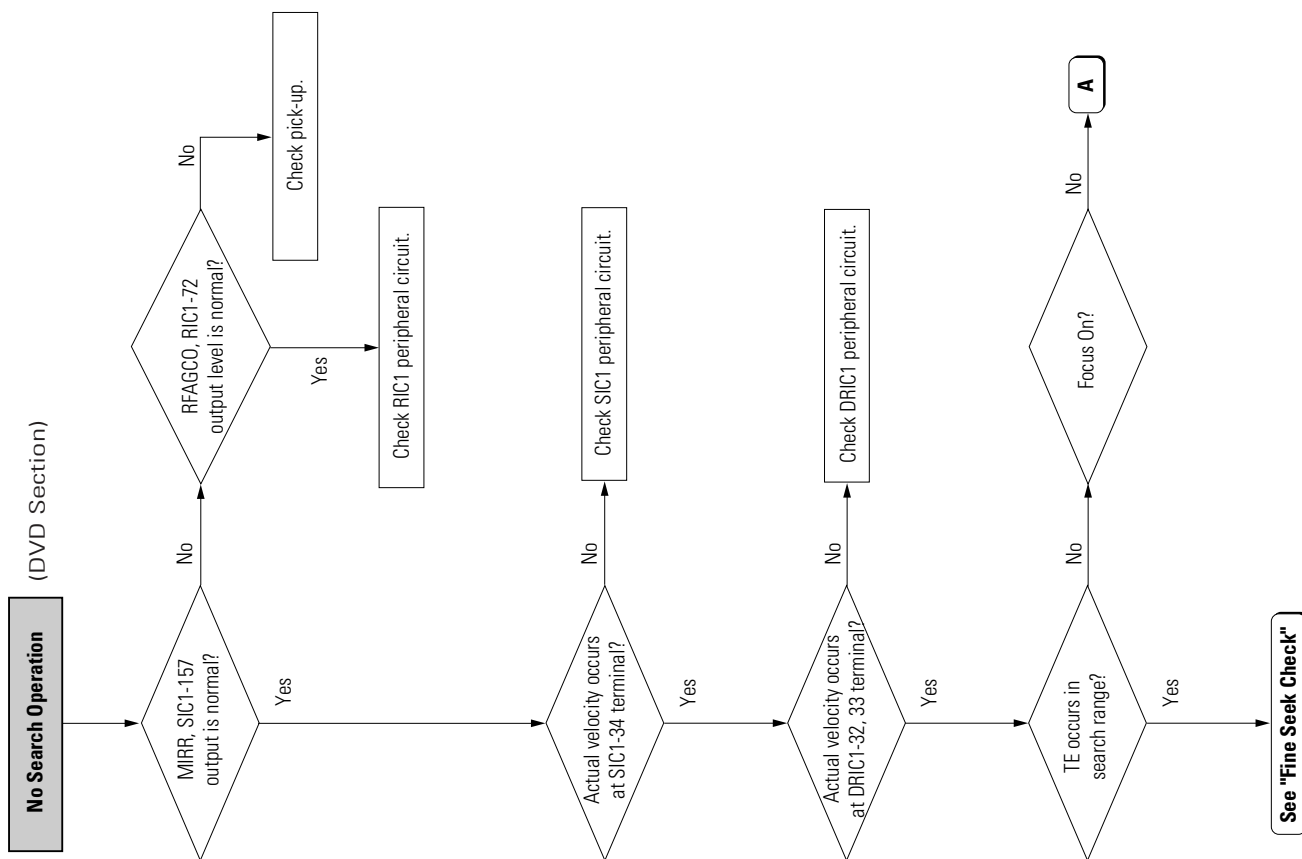 No Search Operation
(DVD Section)
MIRR, SIC1-157
output is normal?
No
RFAGCO, RIC1-72
output level is normal?
No
Check pick-up.
Yes
Check RIC1 peripheral circuit.
Yes
Actual velocity occurs
at SIC1-34 terminal?
No
Check SIC1 peripheral circuit.
Yes
Actual velocity occurs
at DRIC1-32, 33 terminal?
No
Check DRIC1 peripheral circuit.
Yes
TE occurs in
search range?
No
Focus On?
No
A
Yes
See "Fine Seek Check"